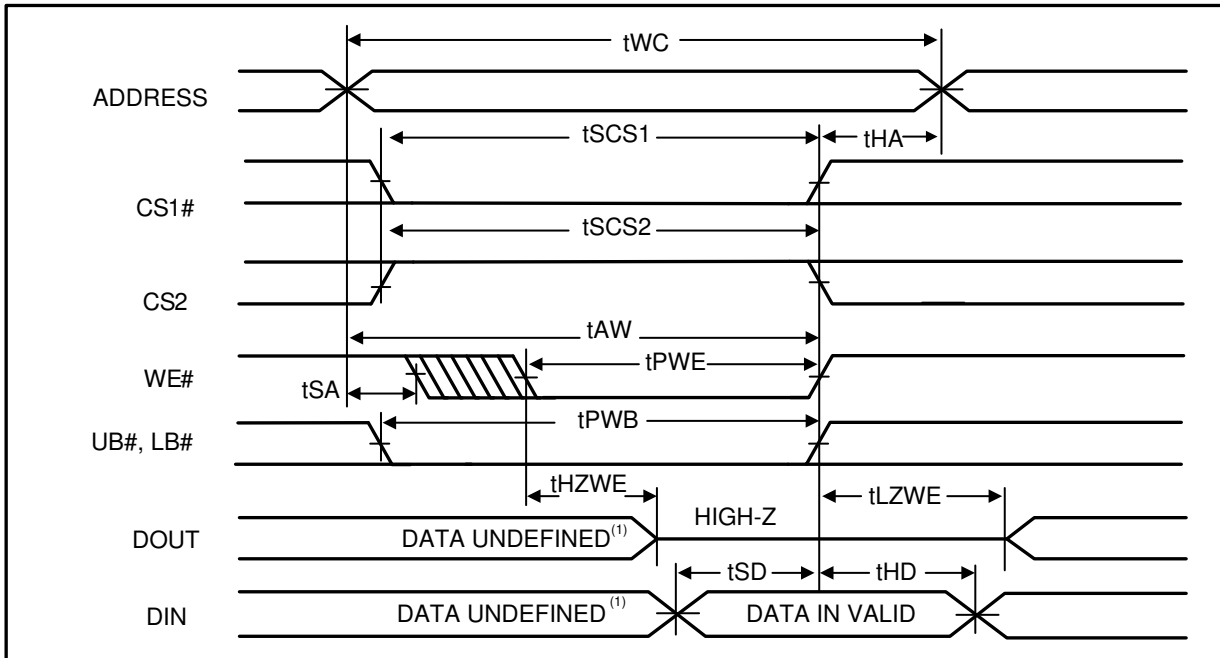 tWC
ADDRESS
tSCS1
tHA
CS1#
tSCS2
CS2
tAW
WE#
tPWE
tSA
tPWB
UB#, LB#
tHZWE
tLZWE
HIGH-Z
DOUT
DATA UNDEFINED(1)
tSD
tHD
DIN
DATA UNDEFINED (1)
DATA IN VALID